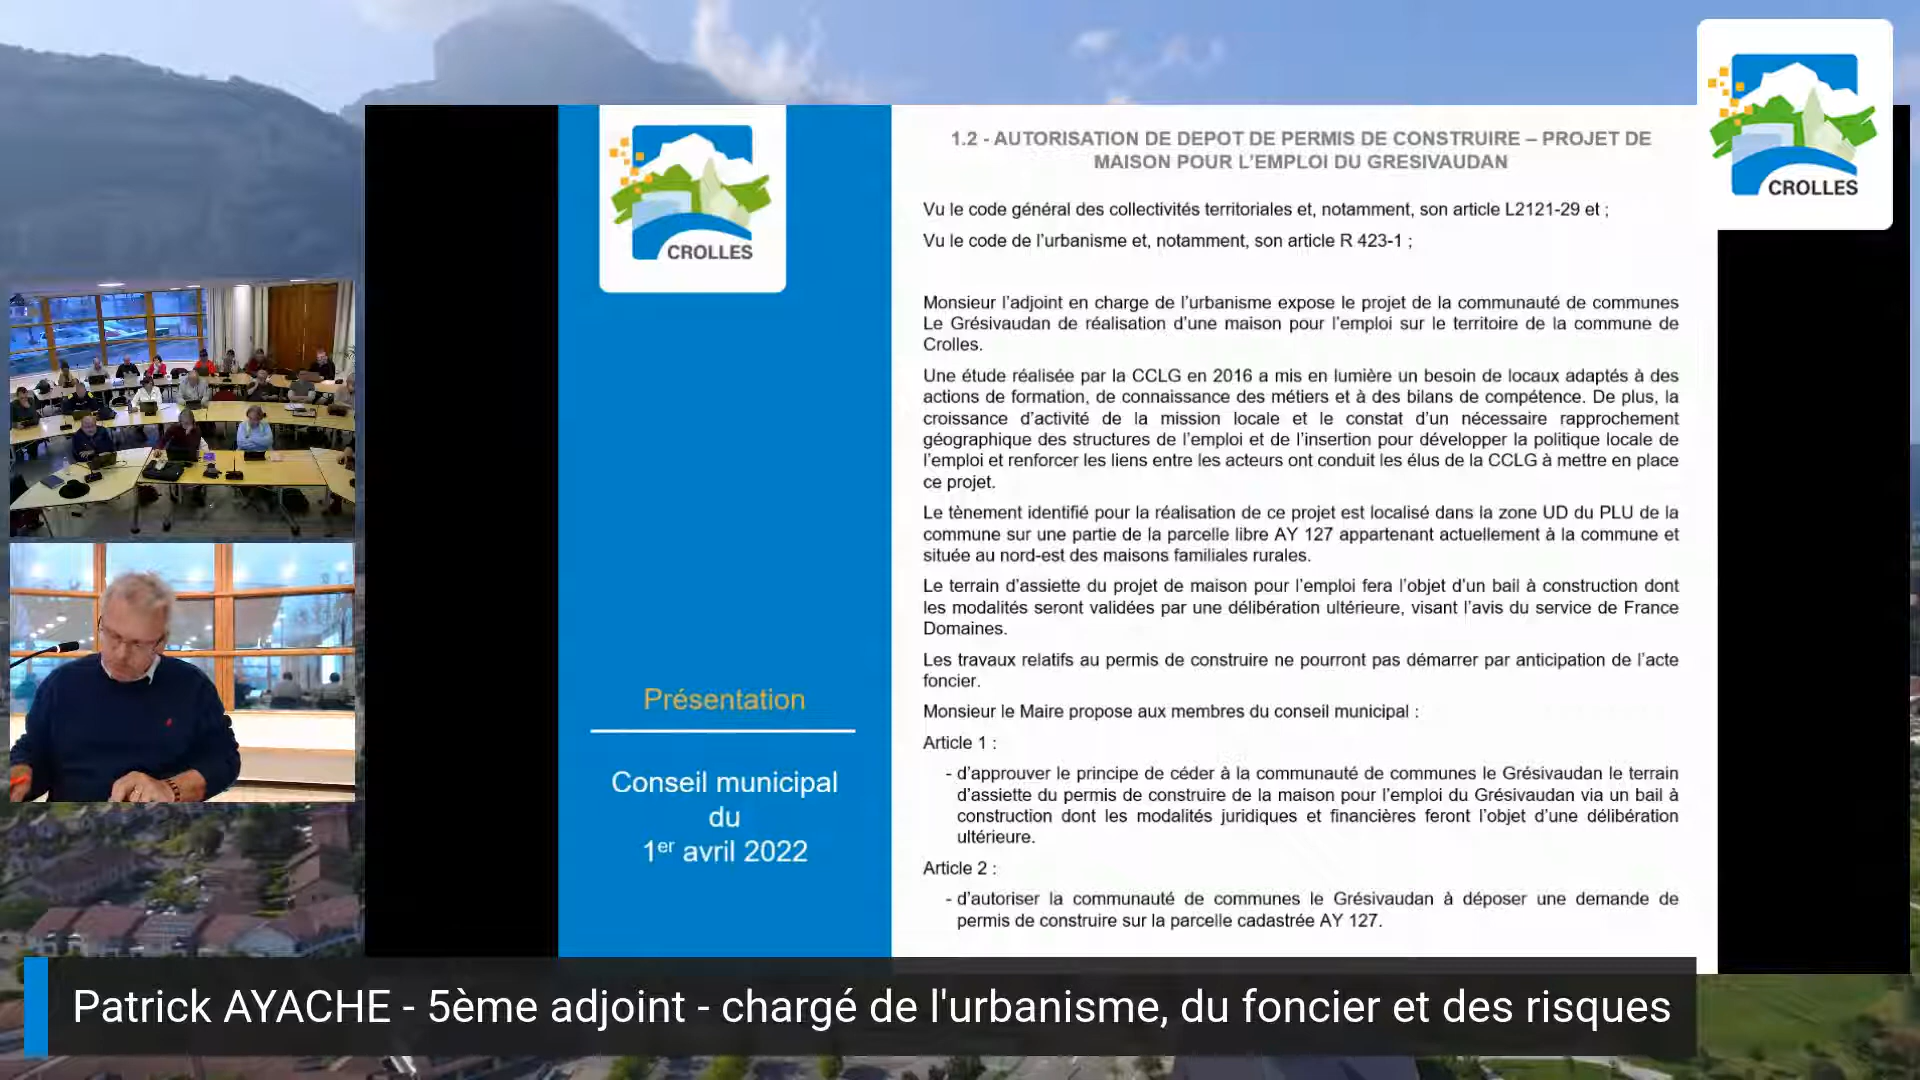 CROLLES
CROLLES
Présentation
Conseil municipal
du
1er avril 2022
1.2 - AUTORISATION DE DEPOT DE PERMIS DE CONSTRUIRE – PROJET DE
MAISON POUR L’EMPLOI DU GRESIVAUDAN
Vu le code général des collectivités territoriales et, notamment, son article L2121-29 et ;
Vu le code de l’urbanisme et, notamment, son article R 423-1 ;
Monsieur l’adjoint en charge de l’urbanisme expose le projet de la communauté de communes
Le Grésivaudan de réalisation d’une maison pour l’emploi sur le territoire de la commune de
Crolles.
Une étude réalisée par la CCLG en 2016 a mis en lumière un besoin de locaux adaptés à des
actions de formation, de connaissance des métiers et à des bilans de compétence. De plus, la
croissance d’activité de la mission locale et le constat d’un nécessaire rapprochement
géographique des structures de l’emploi et de l’insertion pour développer la politique locale de
l’emploi et renforcer les liens entre les acteurs ont conduit les élus de la CCLG à mettre en place
ce projet.
Le tènement identifié pour la réalisation de ce projet est localisé dans la zone UD du PLU de la
commune sur une partie de la parcelle libre AY 127 appartenant actuellement à la commune et
située au nord-est des maisons familiales rurales.
Le terrain d’assiette du projet de maison pour l’emploi fera l’objet d’un bail à construction dont
les modalités seront validées par une délibération ultérieure, visant l’avis du service de France
Domaines.
Les travaux relatifs au permis de construire ne pourront pas démarrer par anticipation de l’acte
foncier.
Monsieur le Maire propose aux membres du conseil municipal :
Article 1 :
- d’approuver le principe de céder à la communauté de communes le Grésivaudan le terrain
d’assiette du permis de construire de la maison pour l’emploi du Grésivaudan via un bail à
construction dont les modalités juridiques et financières feront l’objet d’une délibération
ultérieure.
Article 2 :
- d’autoriser la communauté de communes le Grésivaudan à déposer une demande de
permis de construire sur la parcelle cadastrée AY 127.
Patrick AYACHE - 5ème adjoint - chargé de l'urbanisme, du foncier et des risques